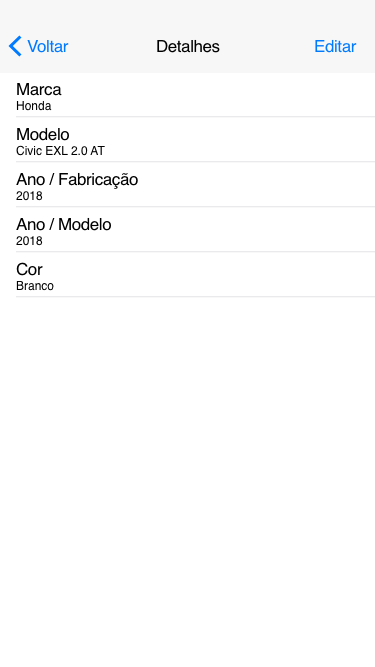 Voltar Detalhes Editar
Marca
Honda
Modelo
Civic EXL 2.0 AT
Ano / Fabricação
2018
Ano / Modelo
2018
Cor
Branco